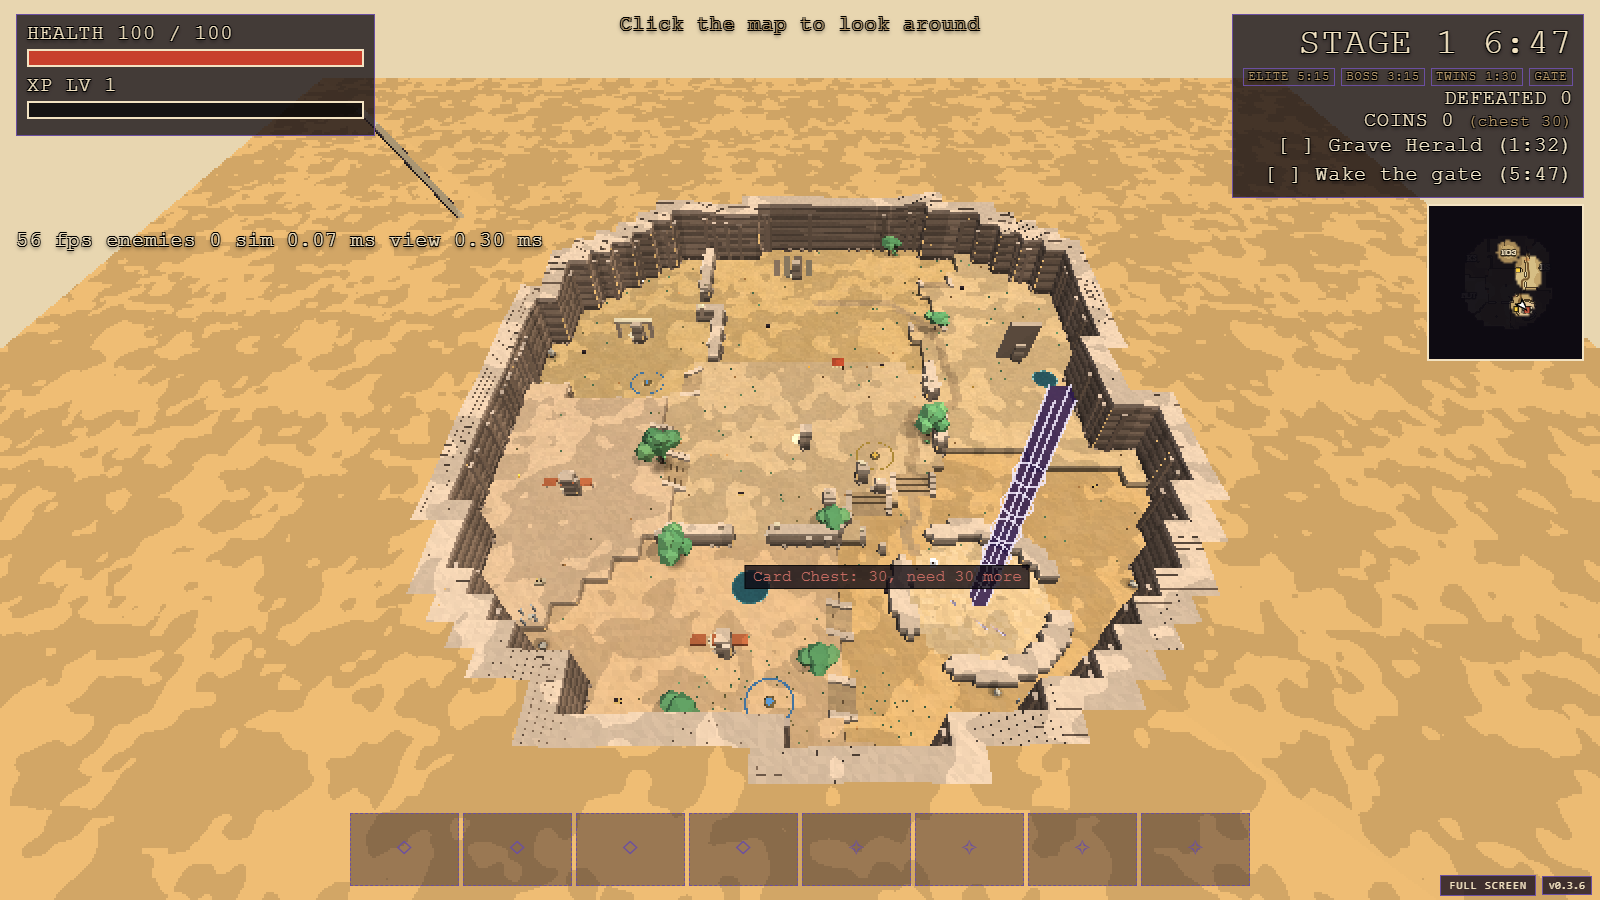 HEALTH 100 / 100
XP LV 1
Click the map to look around
STAGE 1 6:47
ELITE 5:15 BOSS 3:15 TWINS 1:30 GATE
DEFEATED 0
COINS 0 (chest 30)
[ ] Grave Herald (1:32)
[ ] Wake the gate (5:47)
56 fps enemies 0 sim 0.07 ms view 0.30 ms
Card Chest: 30, need 30 more
FULL SCREEN
v0.3.6